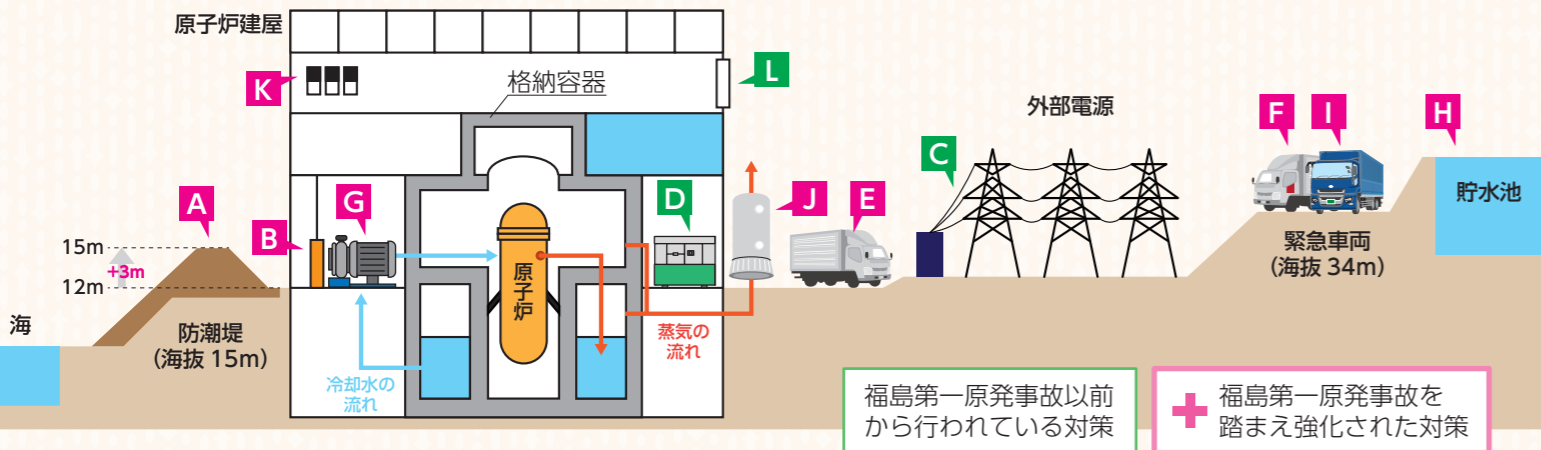 原子炉建屋
K
格納容器
L
外部電源
F
I
H
C
貯水池
A
G
D
J
E
B
15m
+3m
12m
原子炉
緊急車両
(海抜 34m)
海
防潮堤
(海抜 15m)
蒸気の
流れ
冷却水の
流れ
福島第一原発事故以前
から行われている対策
+ 福島第一原発事故を
踏まえ強化された対策